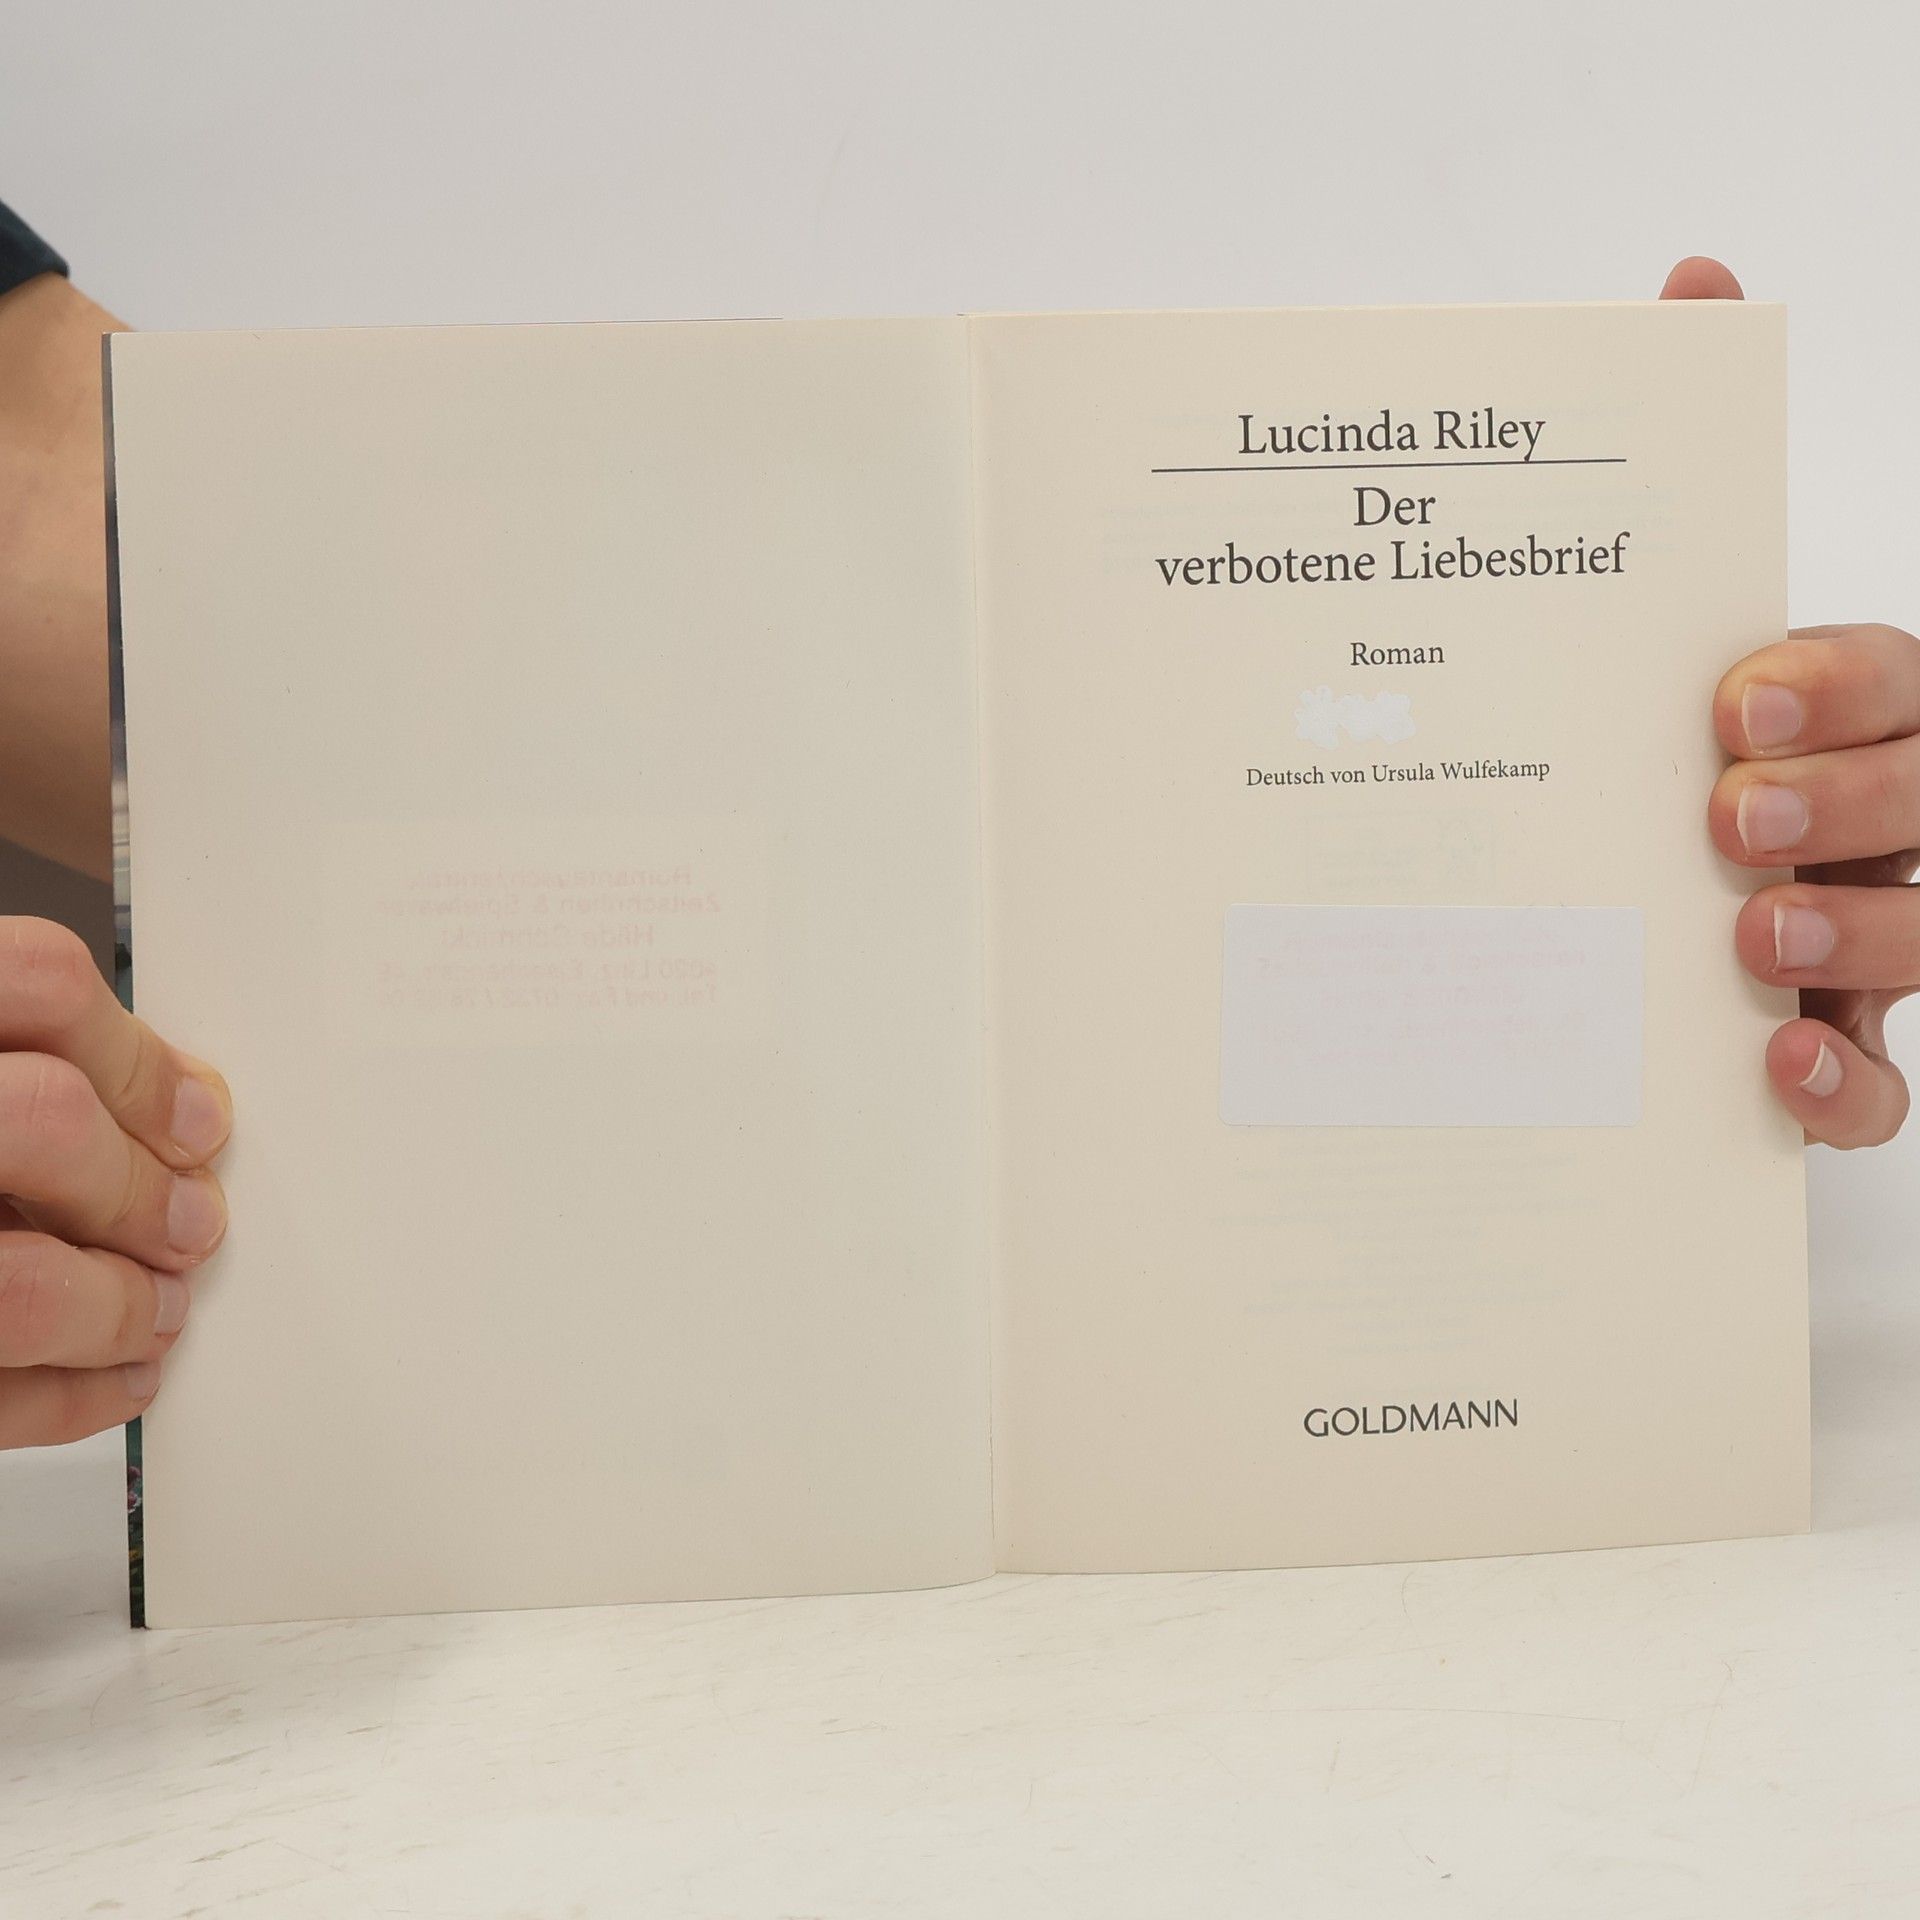 Lucinda Riley
Der
verbotene Liebesbrief
Roman
Deutsch von Ursula Wulfekamp
GOLDMANN